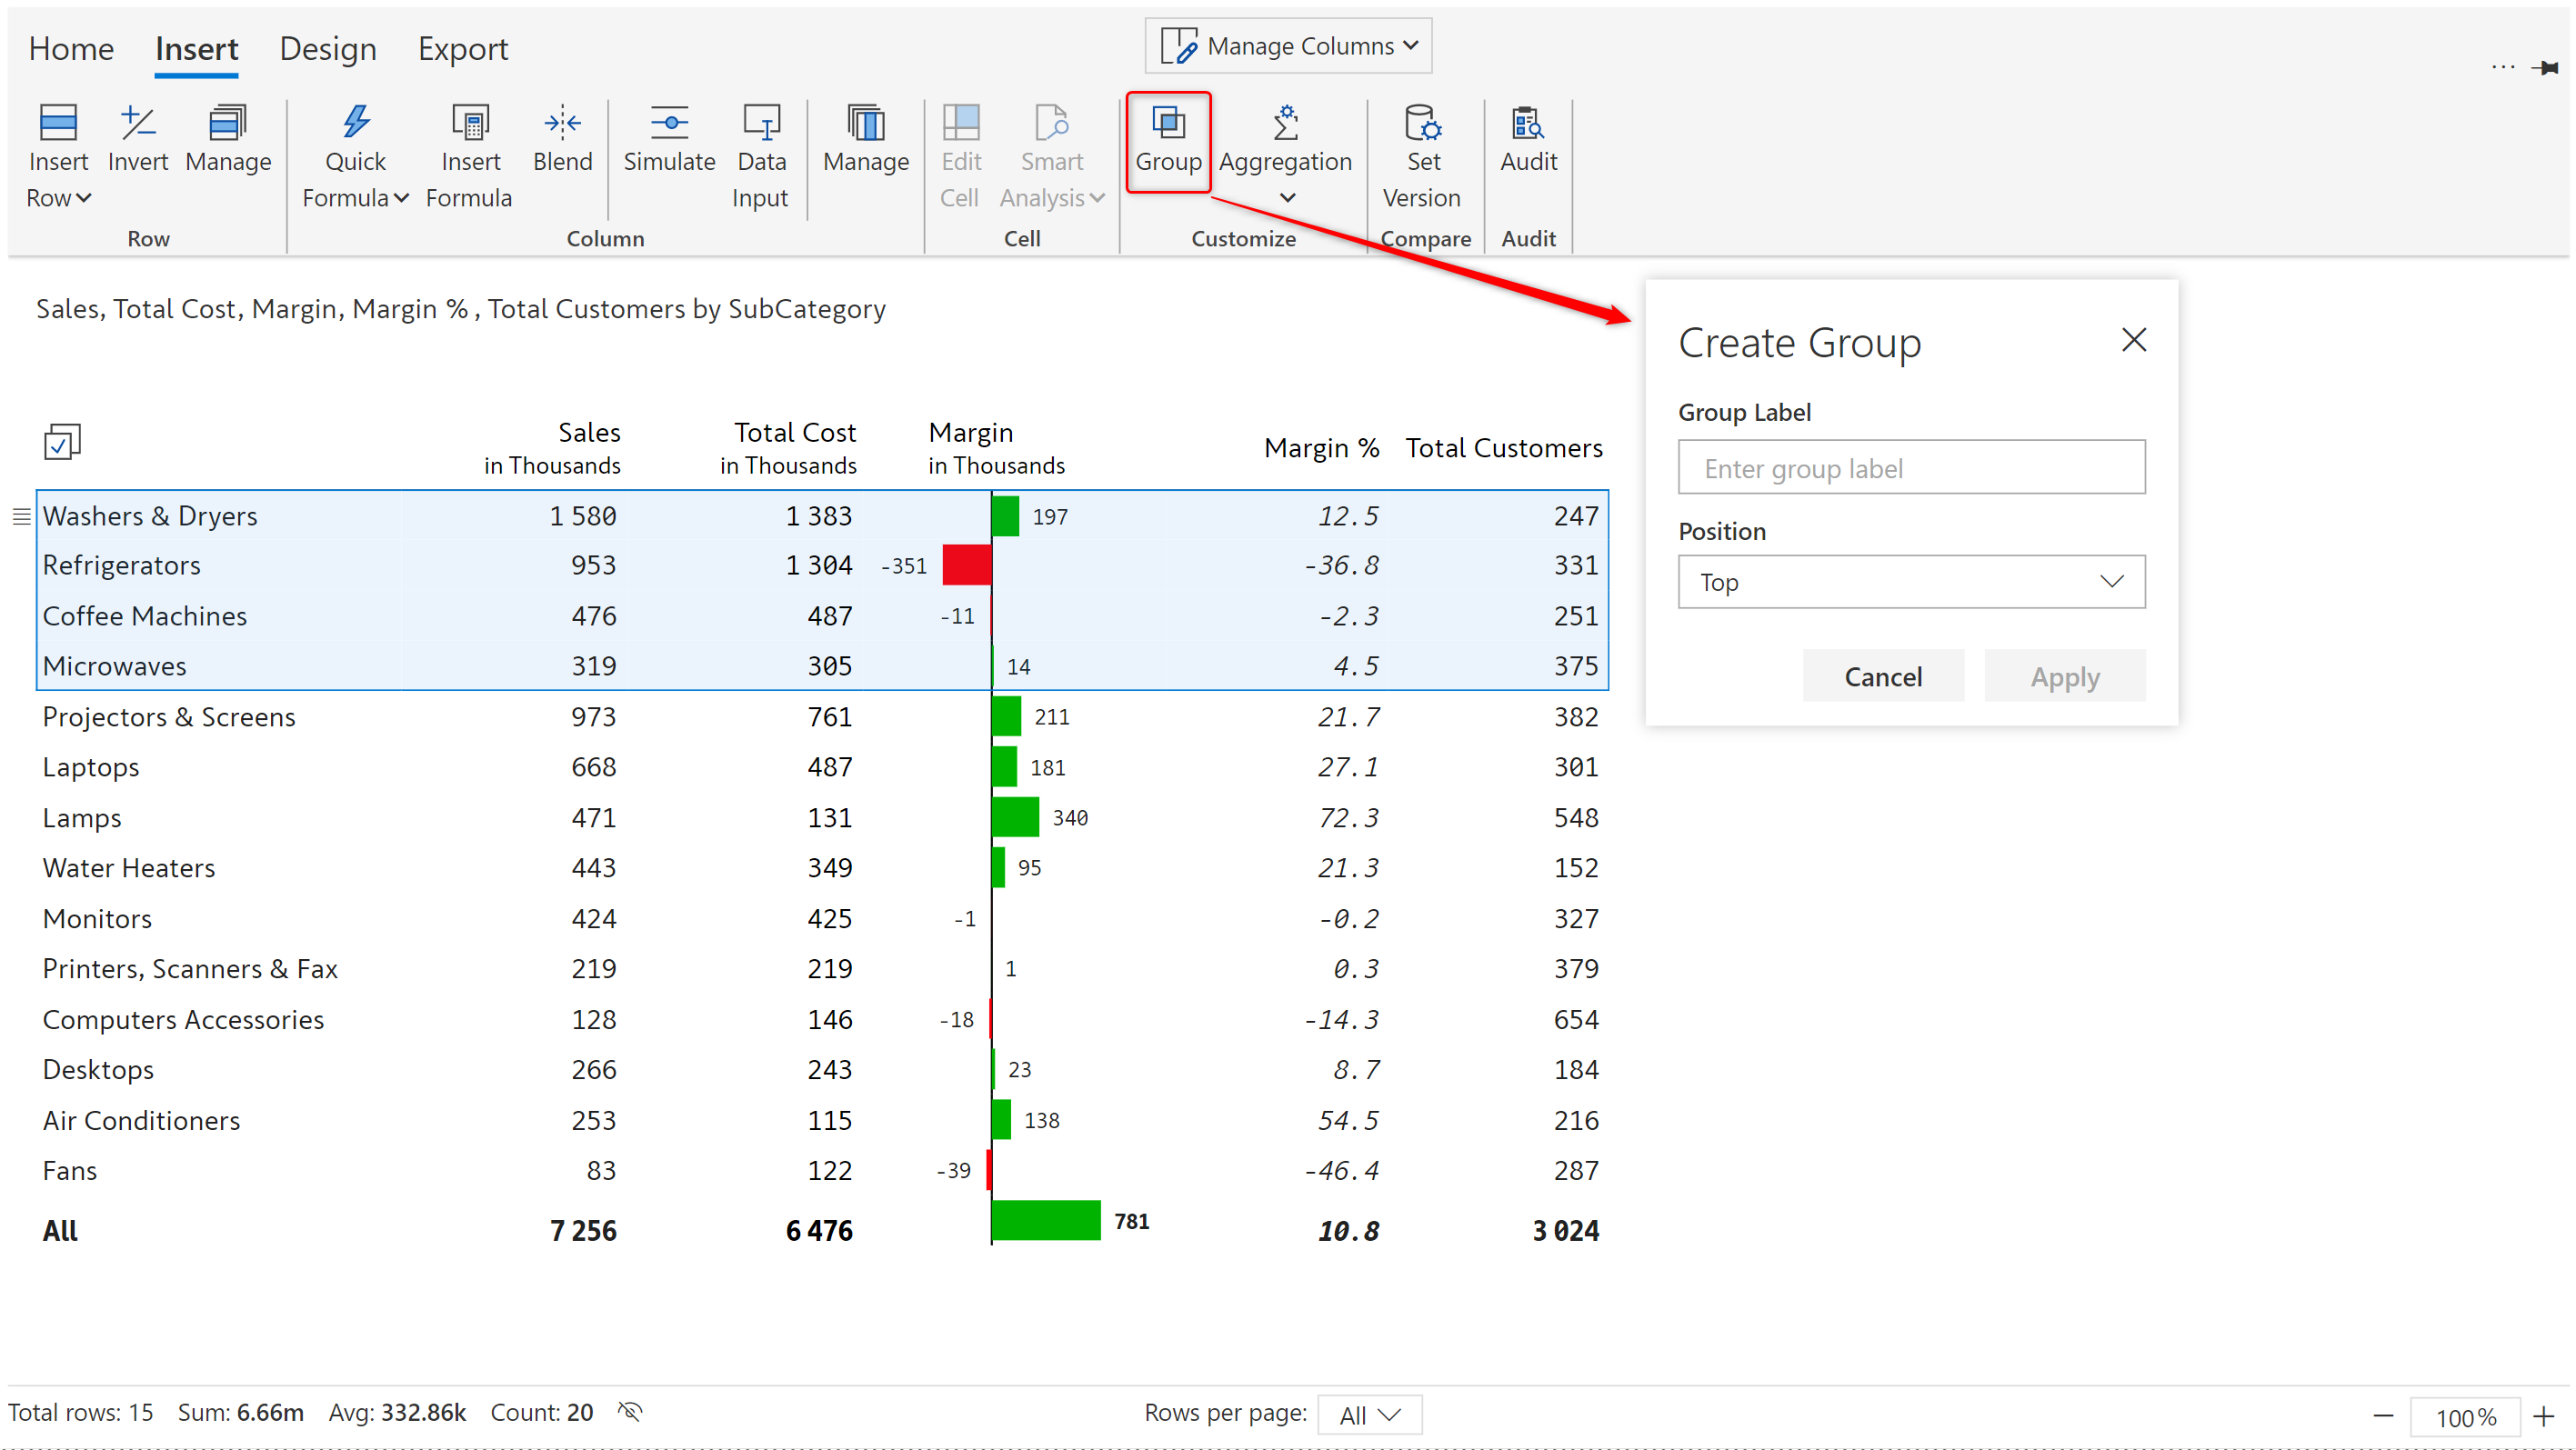 Home Insert Design Export
Manage Columns
...
Insert Row
Invert
Manage
Quick Formula
Insert Formula
Blend
Simulate
Data Input
Manage
Edit Cell
Smart Analysis
Group
Aggregation
Set Version
Audit
Row Column Cell Customize Compare Audit
Sales, Total Cost, Margin, Margin % , Total Customers by SubCategory
Sales in Thousands
Total Cost in Thousands
Margin in Thousands
Margin %
Total Customers
Washers & Dryers 1 580 1 383 197 12.5 247
Refrigerators 953 1 304 -351 -36.8 331
Coffee Machines 476 487 -11 -2.3 251
Microwaves 319 305 14 4.5 375
Projectors & Screens 973 761 211 21.7 382
Laptops 668 487 181 27.1 301
Lamps 471 131 340 72.3 548
Water Heaters 443 349 95 21.3 152
Monitors 424 425 -1 -0.2 327
Printers, Scanners & Fax 219 219 1 0.3 379
Computers Accessories 128 146 -18 -14.3 654
Desktops 266 243 23 8.7 184
Air Conditioners 253 115 138 54.5 216
Fans 83 122 -39 -46.4 287
All 7 256 6 476 781 10.8 3 024
Create Group
Group Label
Enter group label
Position
Top
Cancel Apply
Total rows: 15 Sum: 6.66m Avg: 332.86k Count: 20
Rows per page: All
100%